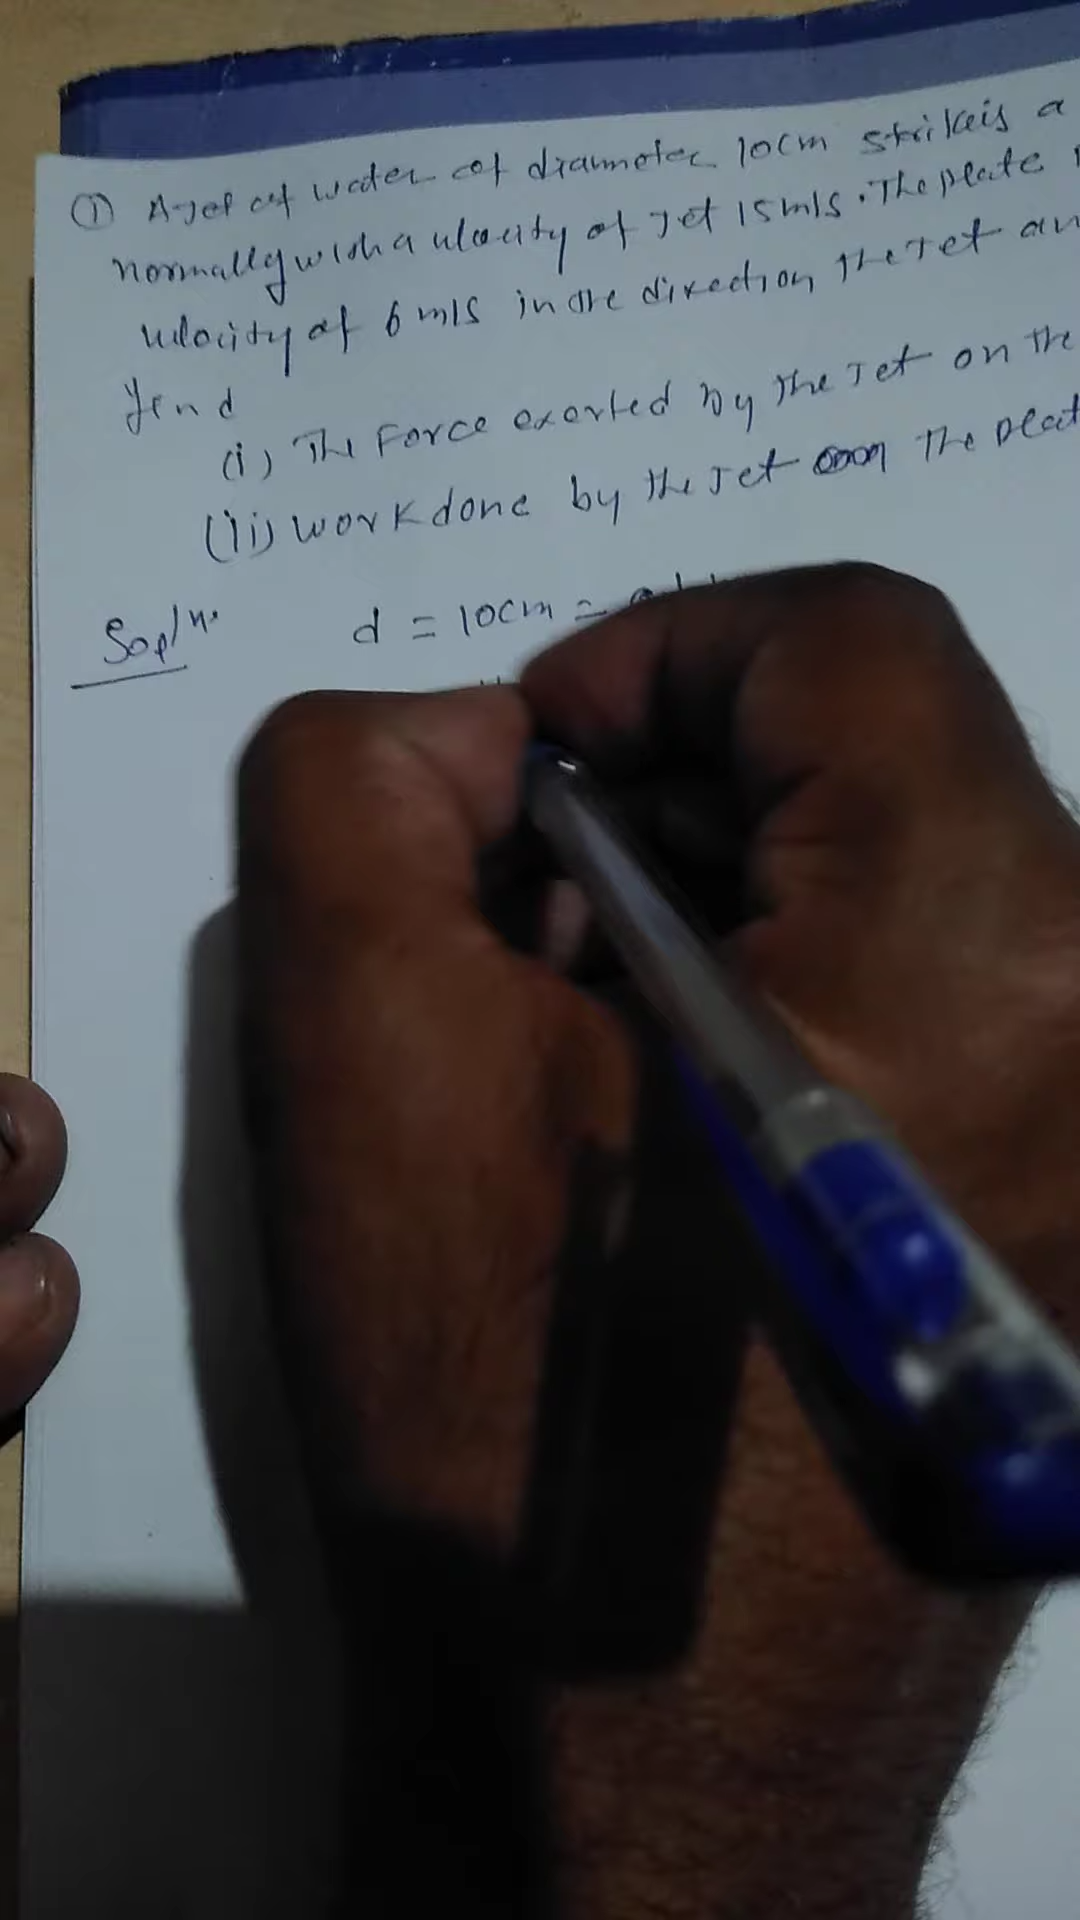 ① A jet of water of diameter 10cm strikeis a
normally with a velocity of Jet 15m/s. The plate
velocity of 6m/s in the direction the Jet an
find
(i) The Force exerted by the Jet on the
(ii) work done by the Jet on The plat
Soln. d = 10cm =